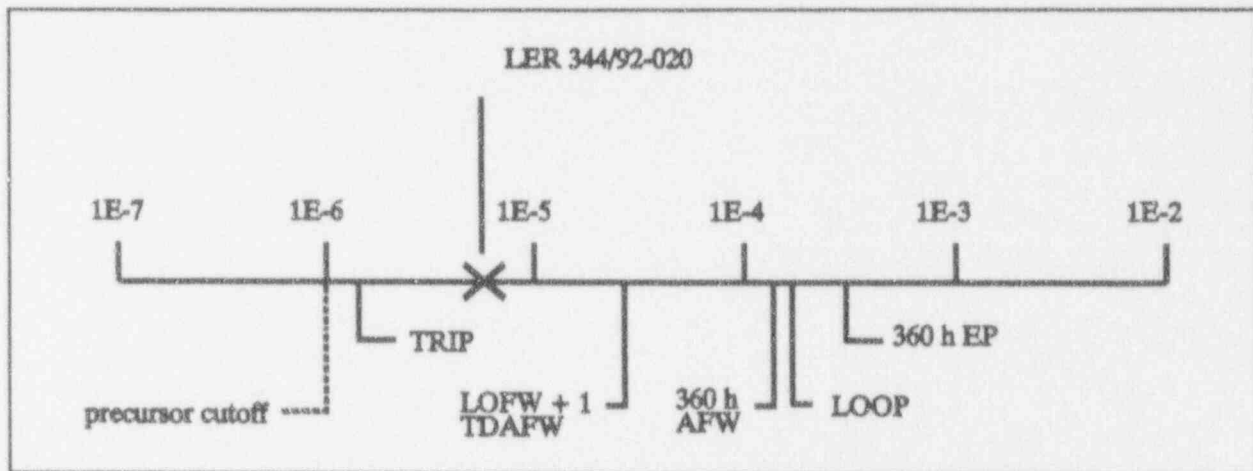 LER 344/92-020
1E-7 1E-6 1E-5 1E-4 1E-3 1E-2
TRIP
360 h EP
precursor cutoff
LOFW + 1
TDAFW
360 h
AFW
LOOP